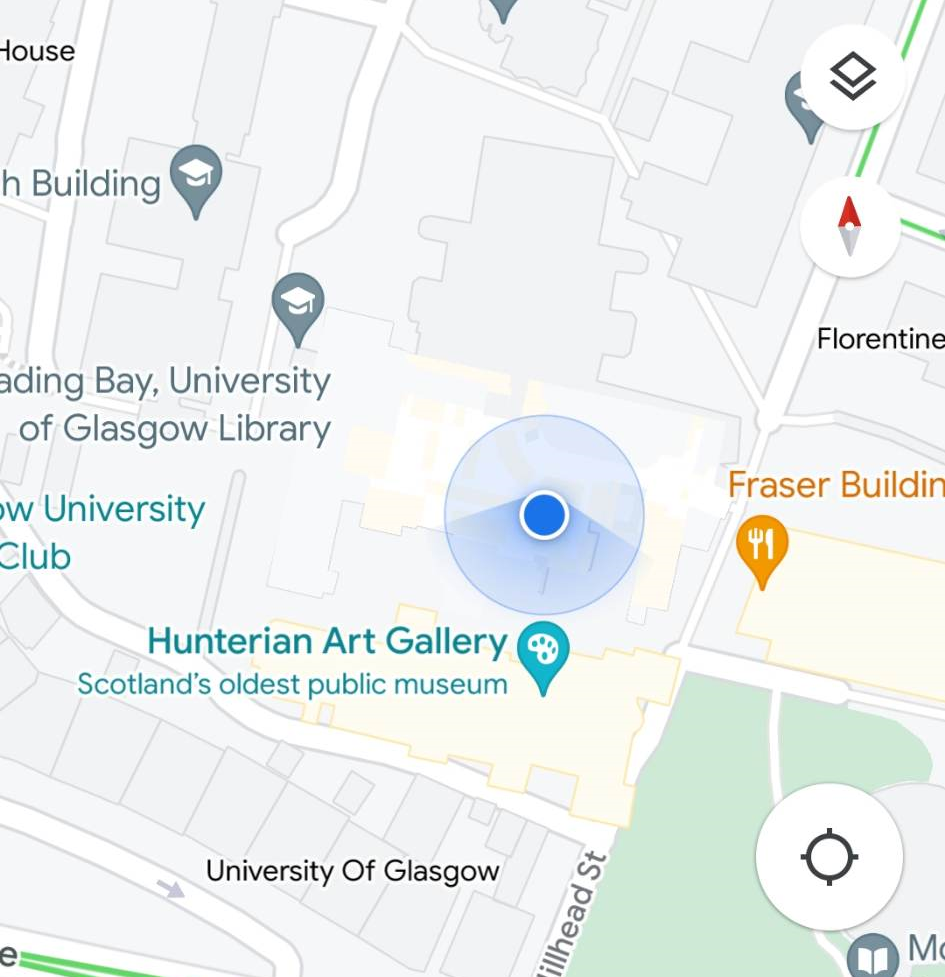 House
h Building
Florentine
ading Bay, University
of Glasgow Library
Fraser Buildin
ow University
Club
Hunterian Art Gallery
Scotland's oldest public museum
University Of Glasgow
illhead St
e
Mc